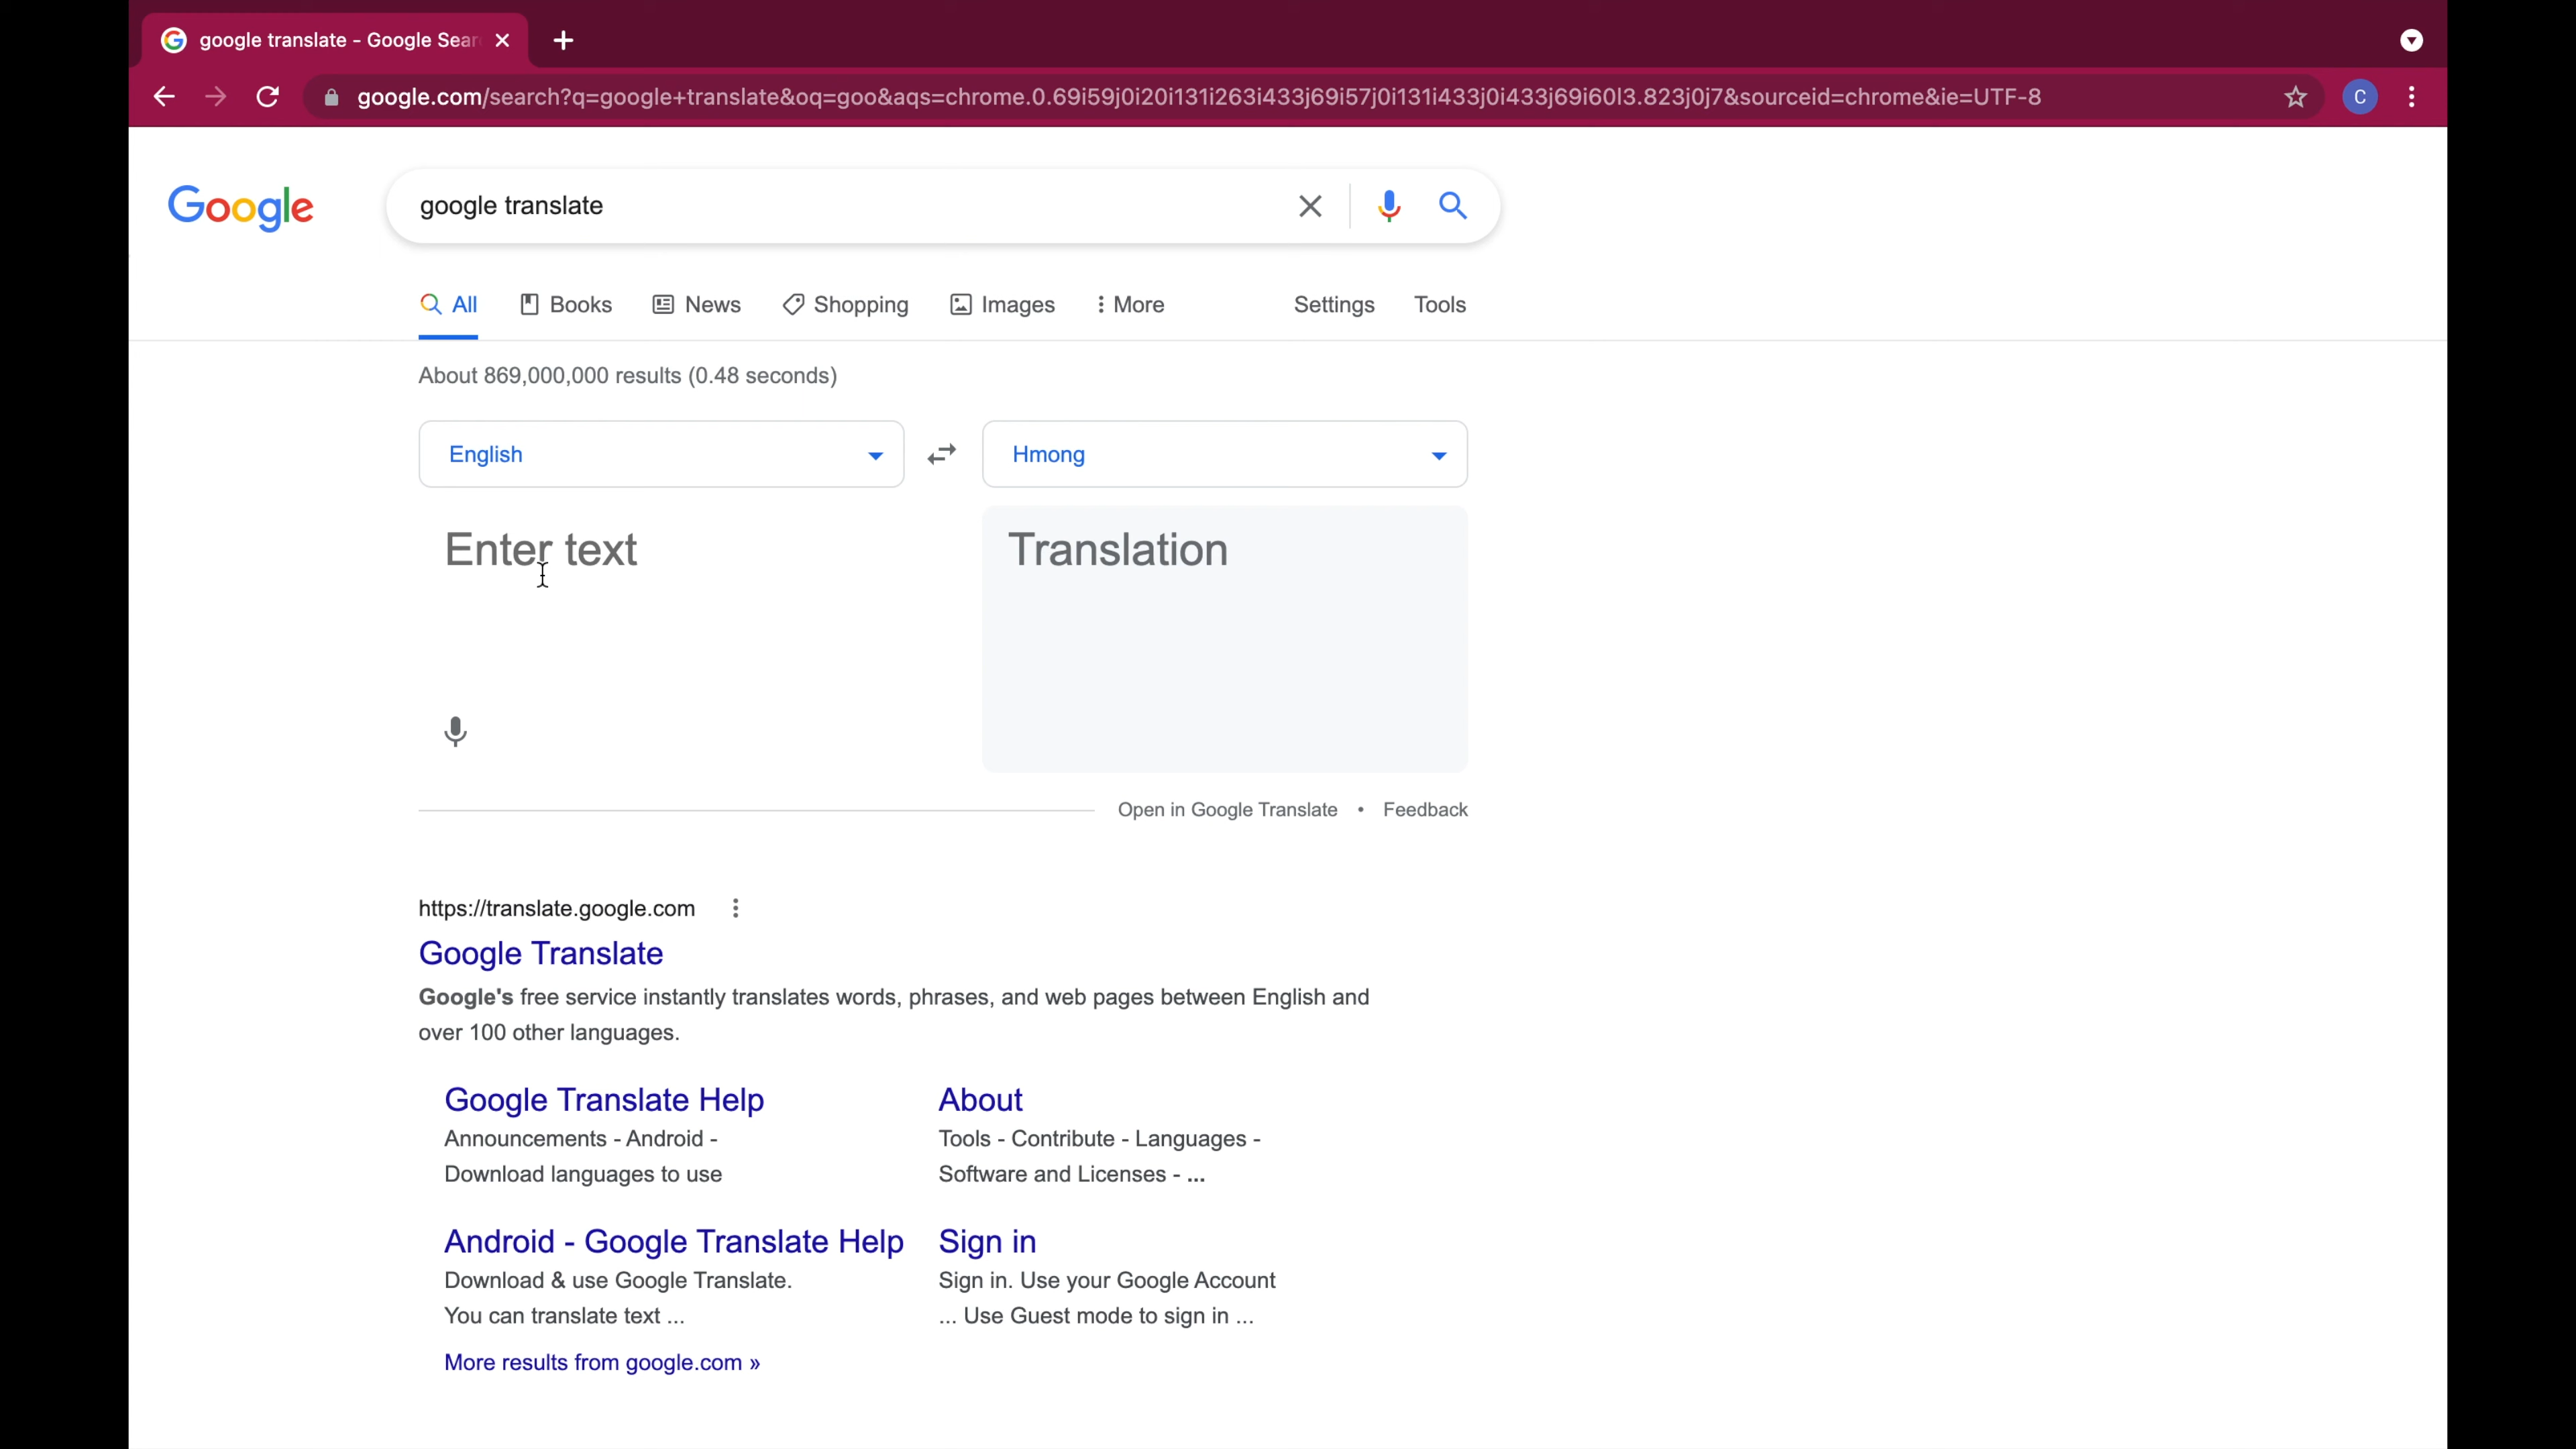 google translate - Google Sear
google.com/search?q=google+translate&oq=goo&aqs=chrome.0.69i59j0i20i131i263i433j69i57j0i131i433j0i433j69i60l3.823j0j7&sourceid=chrome&ie=UTF-8
C
Google
google translate
All Books News Shopping Images More Settings Tools
About 869,000,000 results (0.48 seconds)
English Hmong
Enter text Translation
Open in Google Translate • Feedback
https://translate.google.com
Google Translate
Google's free service instantly translates words, phrases, and web pages between English and
over 100 other languages.
Google Translate Help About
Announcements - Android - Tools - Contribute - Languages -
Download languages to use Software and Licenses - ...
Android - Google Translate Help Sign in
Download & use Google Translate. Sign in. Use your Google Account
You can translate text ... ... Use Guest mode to sign in ...
More results from google.com »